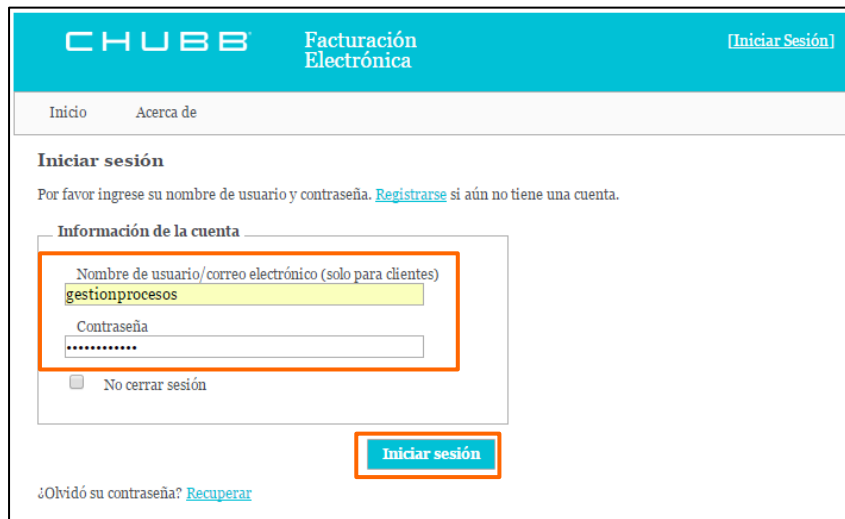 CHUBB®
Facturación
Electrónica
[Iniciar Sesión]
Inicio Acerca de
Iniciar sesión
Por favor ingrese su nombre de usuario y contraseña. Registrarse si aún no tiene una cuenta.
Información de la cuenta
Nombre de usuario/correo electrónico (solo para clientes)
gestionprocesos
Contraseña
••••••••••••
No cerrar sesión
Iniciar sesión
¿Olvidó su contraseña? Recuperar